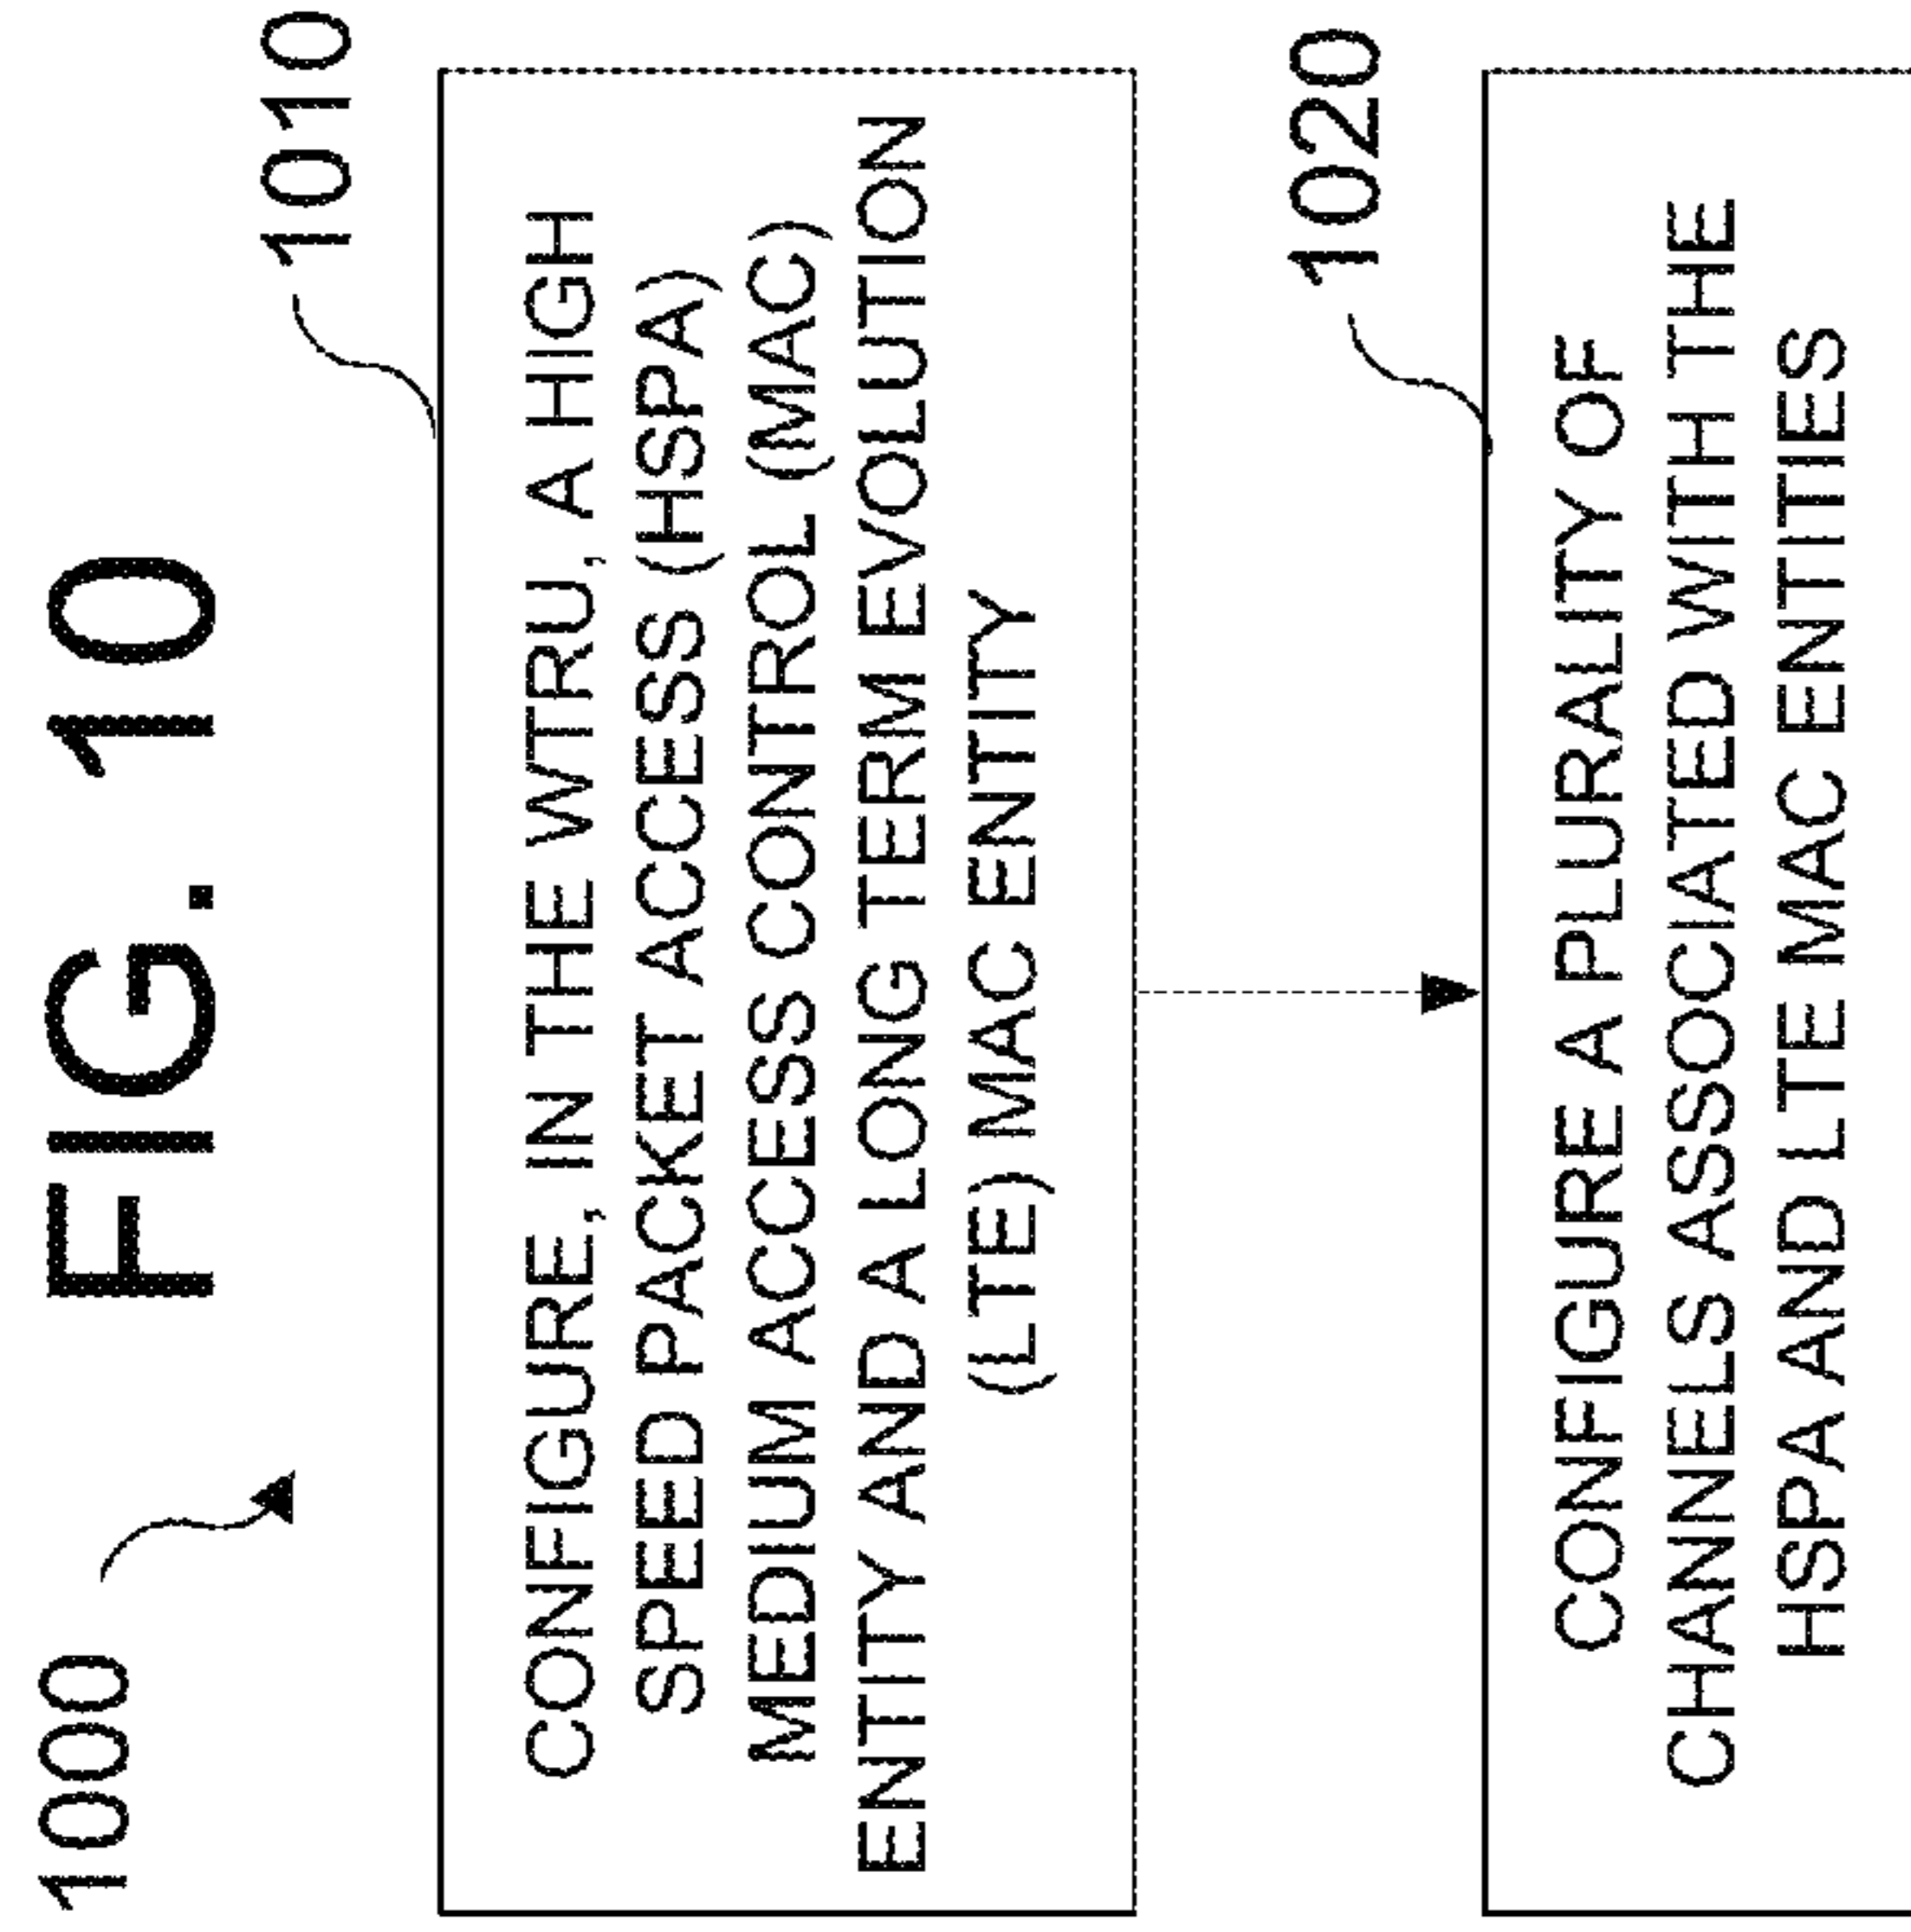 FIG. 10
1000
1010
CONFIGURE, IN THE WTRU, A HIGH
SPEED PACKET ACCESS (HSPA)
MEDIUM ACCESS CONTROL (MAC)
ENTITY AND A LONG TERM EVOLUTION
(LTE) MAC ENTITY
1020
CONFIGURE A PLURALITY OF
CHANNELS ASSOCIATED WITH THE
HSPA AND LTE MAC ENTITIES